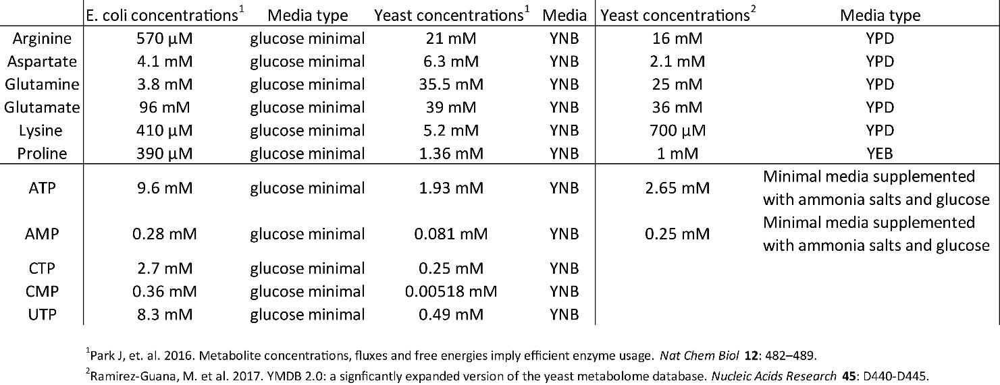 E. coli concentrations1 Media type Yeast concentrations1 Media Yeast concentrations2 Media type
Arginine 570 µM glucose minimal 21 mM YNB 16 mM YPD
Aspartate 4.1 mM glucose minimal 6.3 mM YNB 2.1 mM YPD
Glutamine 3.8 mM glucose minimal 35.5 mM YNB 25 mM YPD
Glutamate 96 mM glucose minimal 39 mM YNB 36 mM YPD
Lysine 410 µM glucose minimal 5.2 mM YNB 700 µM YPD
Proline 390 µM glucose minimal 1.36 mM YNB 1 mM YEB
ATP 9.6 mM glucose minimal 1.93 mM YNB 2.65 mM Minimal media supplemented
with ammonia salts and glucose
AMP 0.28 mM glucose minimal 0.081 mM YNB 0.25 mM Minimal media supplemented
with ammonia salts and glucose
CTP 2.7 mM glucose minimal 0.25 mM YNB
CMP 0.36 mM glucose minimal 0.00518 mM YNB
UTP 8.3 mM glucose minimal 0.49 mM YNB
1Park J, et. al. 2016. Metabolite concentrations, fluxes and free energies imply efficient enzyme usage. Nat Chem Biol 12: 482–489.
2Ramirez-Guana, M. et al. 2017. YMDB 2.0: a signficantly expanded version of the yeast metabolome database. Nucleic Acids Research 45: D440-D445.